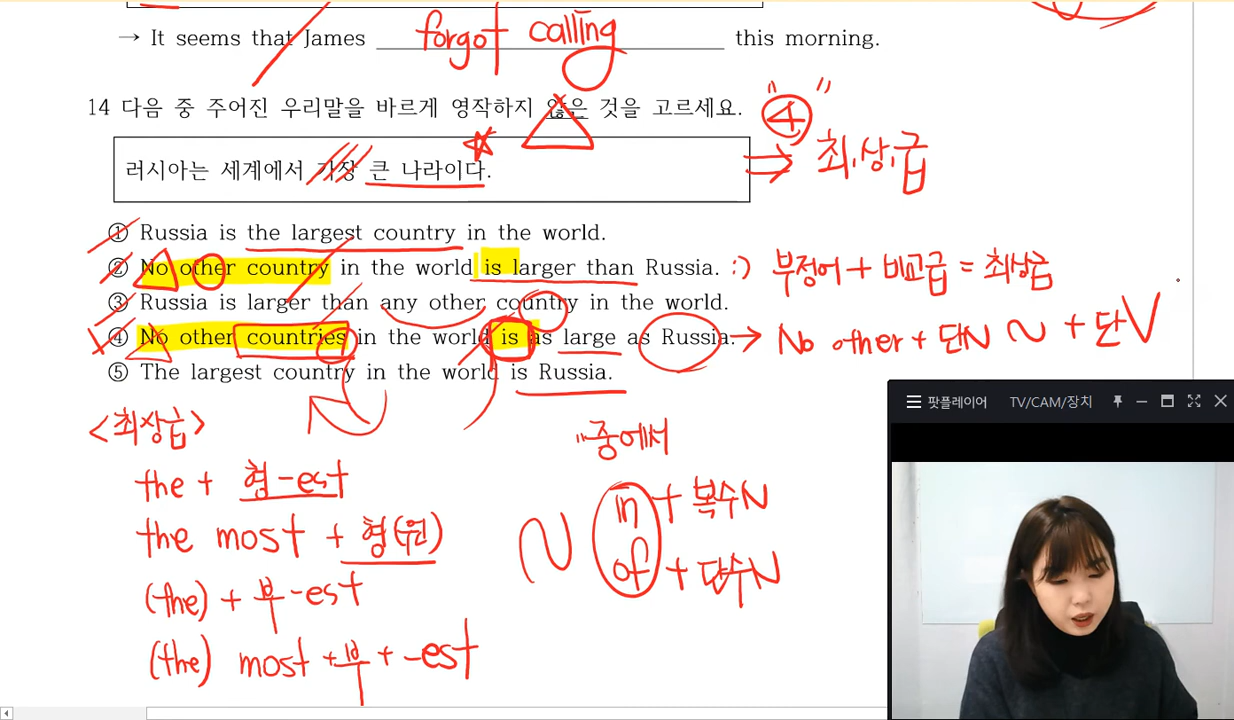 → It seems that James forgot calling this morning.
14 다음 중 주어진 우리말을 바르게 영작하지 않은 것을 고르세요.
"④"
러시아는 세계에서 가장 큰 나라이다.
⇒ 최상급
① Russia is the largest country in the world.
② No other country in the world is larger than Russia. :) 부정어 + 비교급 = 최상급
③ Russia is larger than any other country in the world.
④ No other countries in the world is as large as Russia. → No other + 단N ~ + 단V
⑤ The largest country in the world is Russia.
<최상급>
the + 형-est
the most + 형(원)
(the) + 부-est
(the) most + 부 + -est
~중에서
N in + 복수N
of + 단수N
팟플레이어 TV/CAM/장치